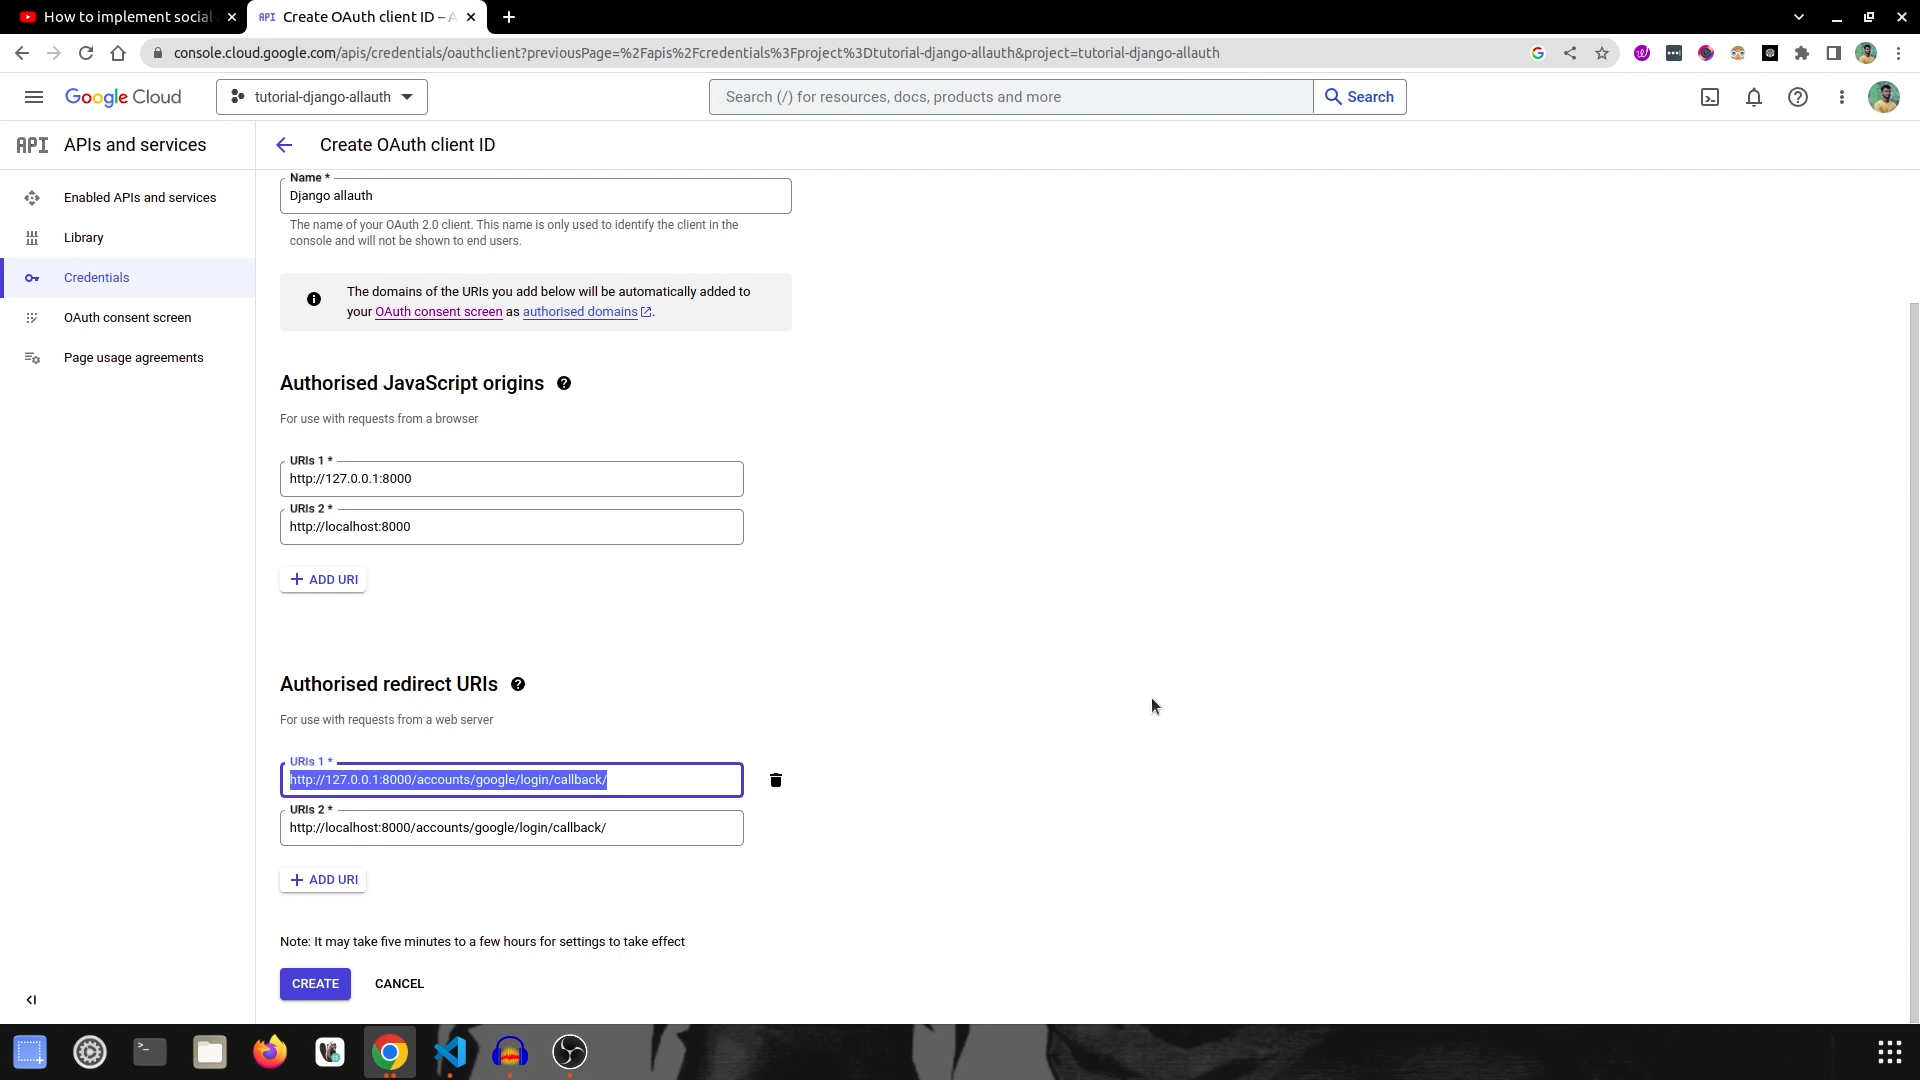 How to implement social
API Create OAuth client ID – A
console.cloud.google.com/apis/credentials/oauthclient?previousPage=%2Fapis%2Fcredentials%3Fproject%3Dtutorial-django-allauth&project=tutorial-django-allauth
Google Cloud
tutorial-django-allauth
Search (/) for resources, docs, products and more
Search
API APIs and services
Create OAuth client ID
Enabled APIs and services
Library
Credentials
OAuth consent screen
Page usage agreements
Name *
Django allauth
The name of your OAuth 2.0 client. This name is only used to identify the client in the
console and will not be shown to end users.
The domains of the URIs you add below will be automatically added to
your OAuth consent screen as authorised domains.
Authorised JavaScript origins
For use with requests from a browser
URIs 1 *
http://127.0.0.1:8000
URIs 2 *
http://localhost:8000
+ ADD URI
Authorised redirect URIs
For use with requests from a web server
URIs 1 *
http://127.0.0.1:8000/accounts/google/login/callback/
URIs 2 *
http://localhost:8000/accounts/google/login/callback/
+ ADD URI
Note: It may take five minutes to a few hours for settings to take effect
CREATE
CANCEL